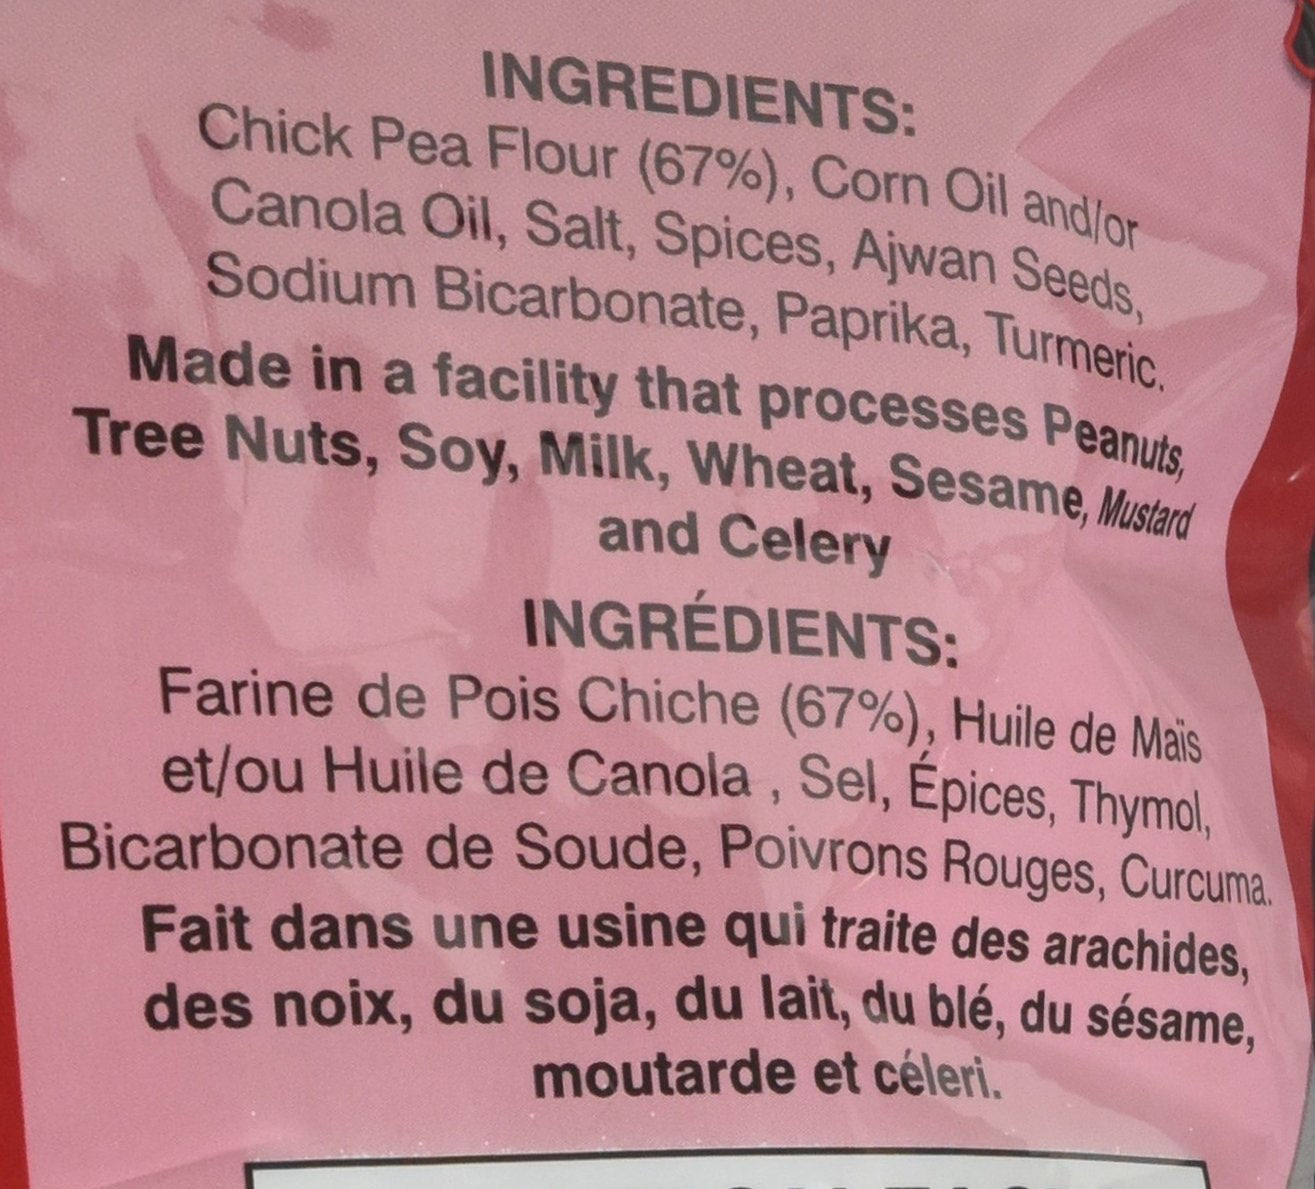 INGREDIENTS:
Chick Pea Flour (67%), Corn Oil and/or
Canola Oil, Salt, Spices, Ajwan Seeds,
Sodium Bicarbonate, Paprika, Turmeric.
Made in a facility that processes Peanuts,
Tree Nuts, Soy, Milk, Wheat, Sesame, Mustard
and Celery
INGRÉDIENTS:
Farine de Pois Chiche (67%), Huile de Maïs
et/ou Huile de Canola , Sel, Épices, Thymol,
Bicarbonate de Soude, Poivrons Rouges, Curcuma.
Fait dans une usine qui traite des arachides,
des noix, du soja, du lait, du blé, du sésame,
moutarde et céleri.